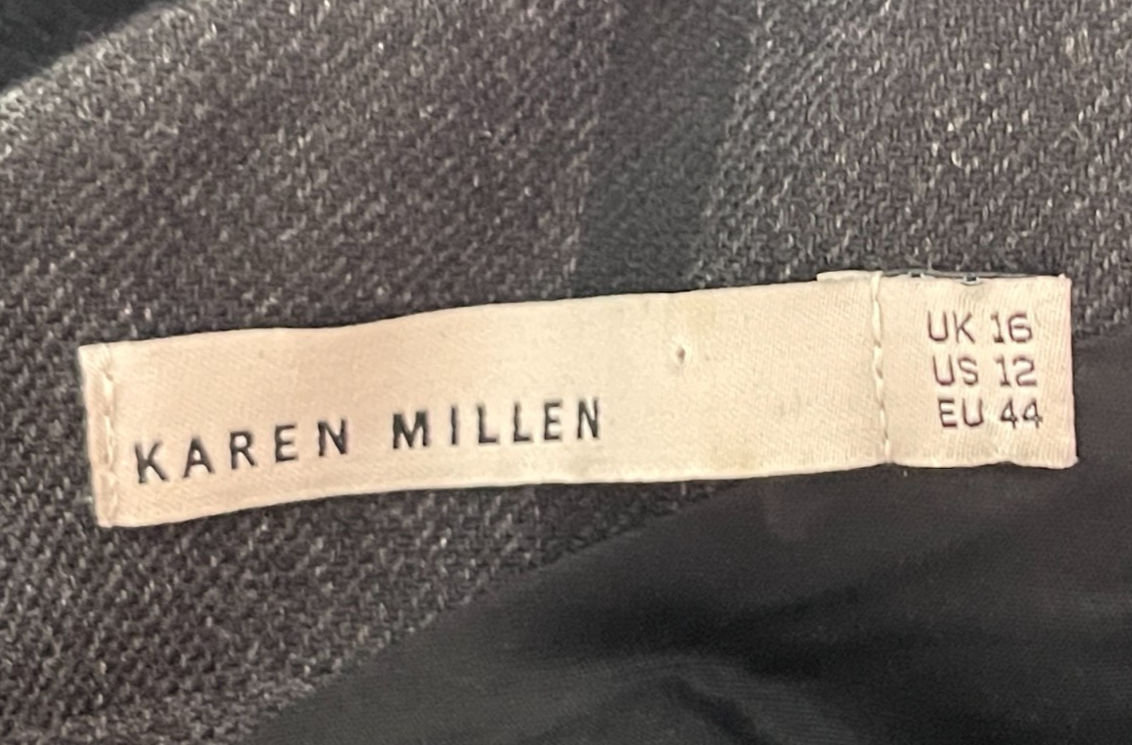 KAREN MILLEN
UK 16
US 12
EU 44